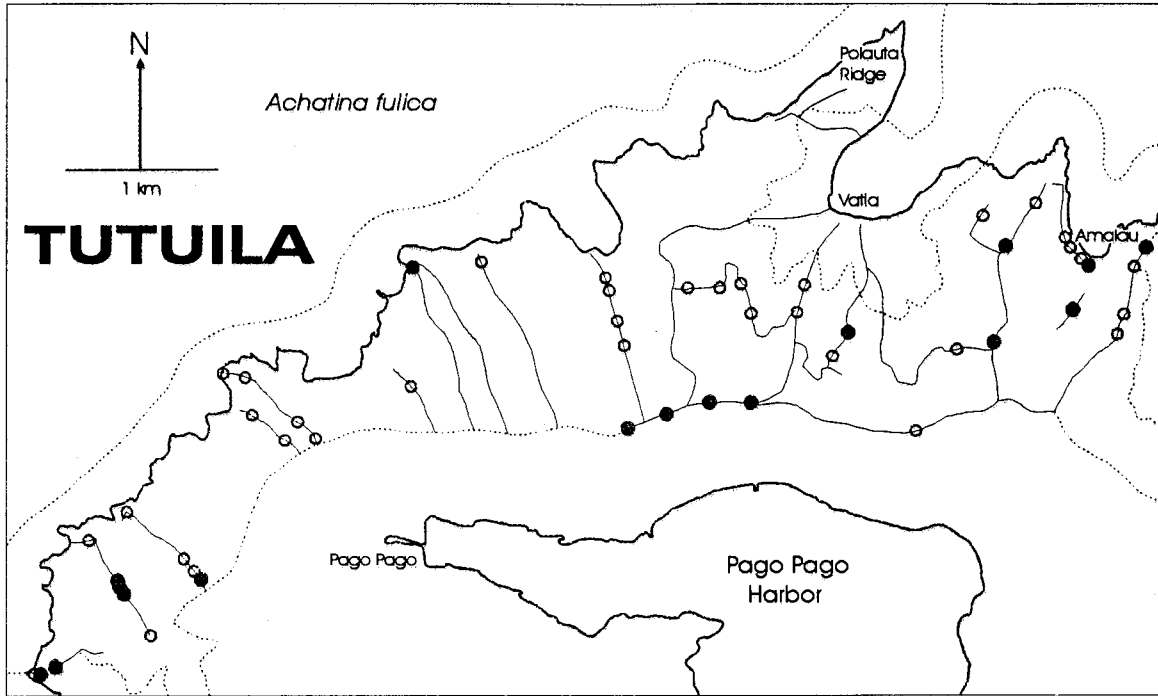 N
1 km
Achatina fulica
TUTUILA
Polauta
Ridge
Vatia
Amalau
Pago Pago
Pago Pago
Harbor